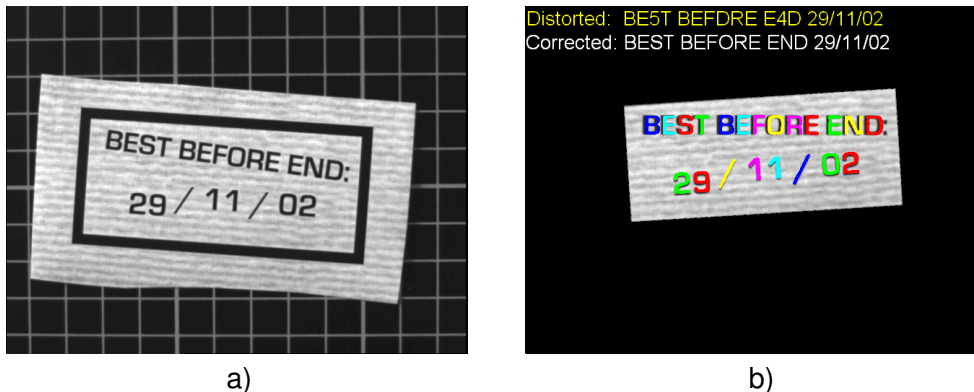 BEST BEFORE END:
29 / 11 / 02
a)
Distorted: BE5T BEFDRE E4D 29/11/02
Corrected: BEST BEFORE END 29/11/02
BEST BEFORE END:
29 / 11 / 02
b)